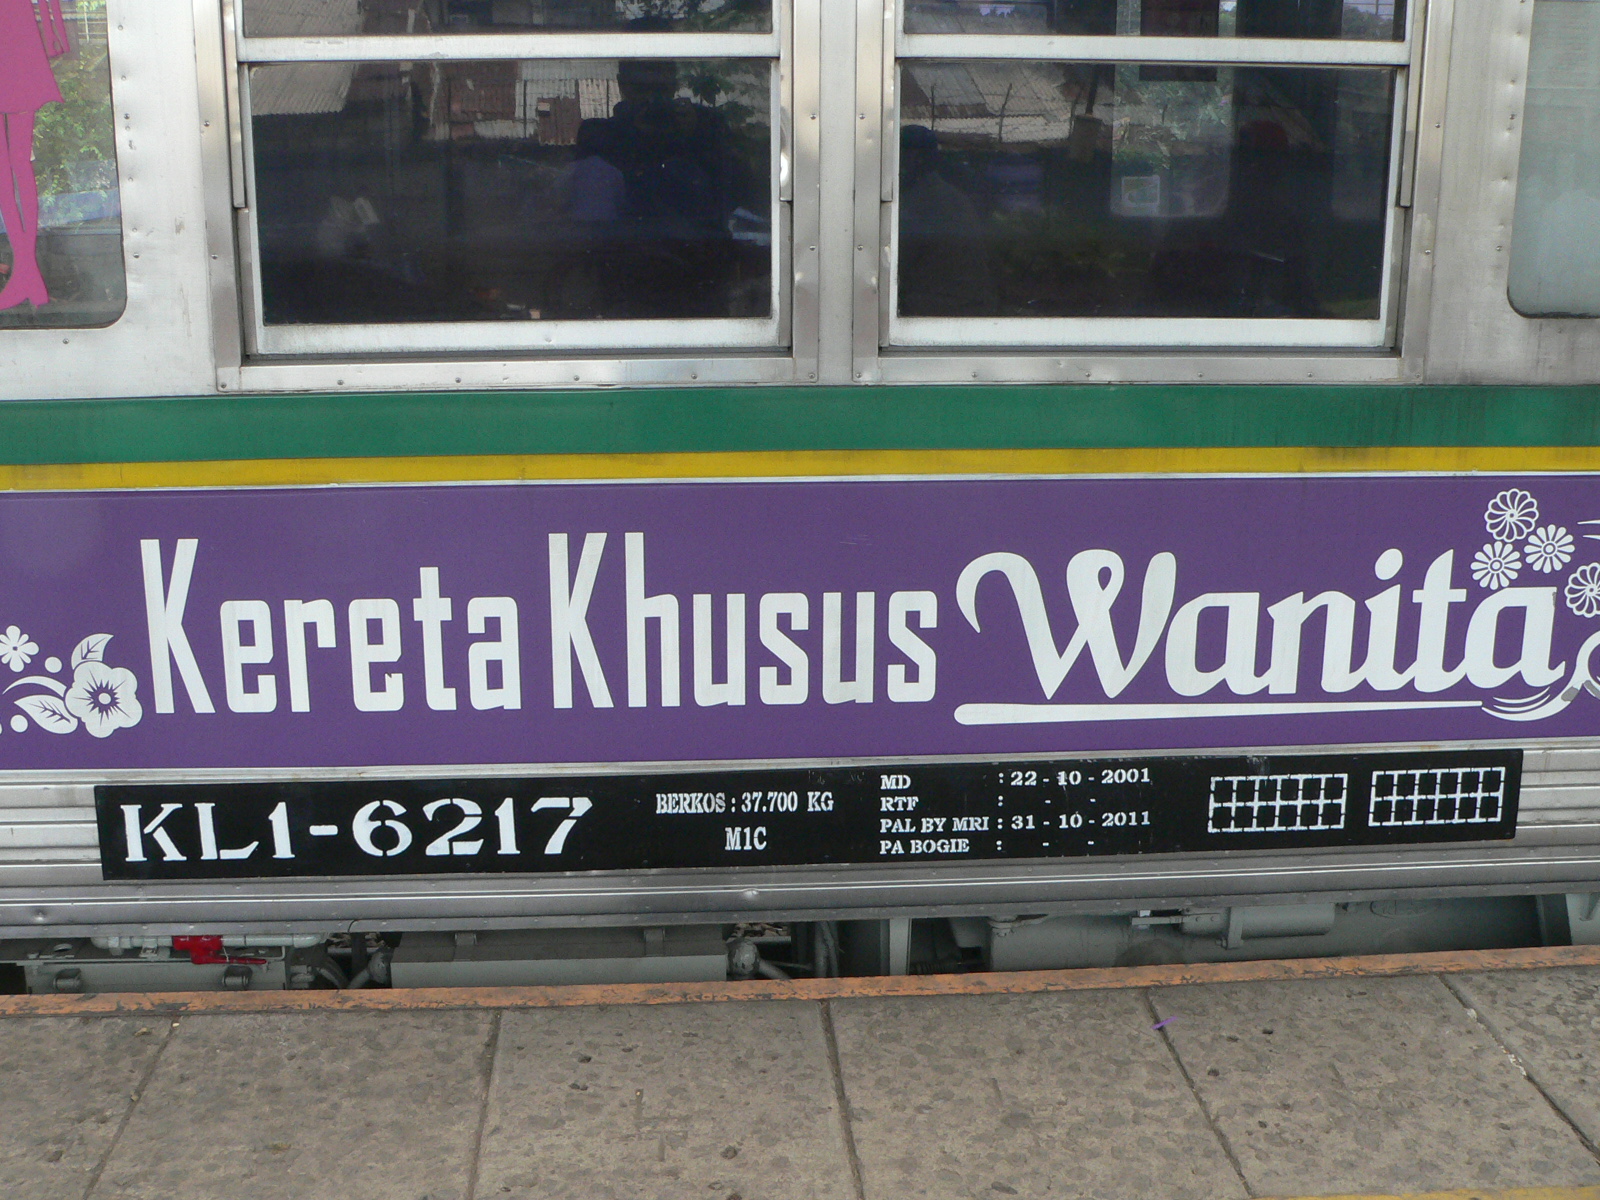 Kereta Khusus Wanita
KL1-6217
BERKOS : 37.700 KG
M1C
MD : 22 - 10 - 2001
RTF : - -
PAL BY MRI : 31 - 10 - 2011
PA BOGIE : - -